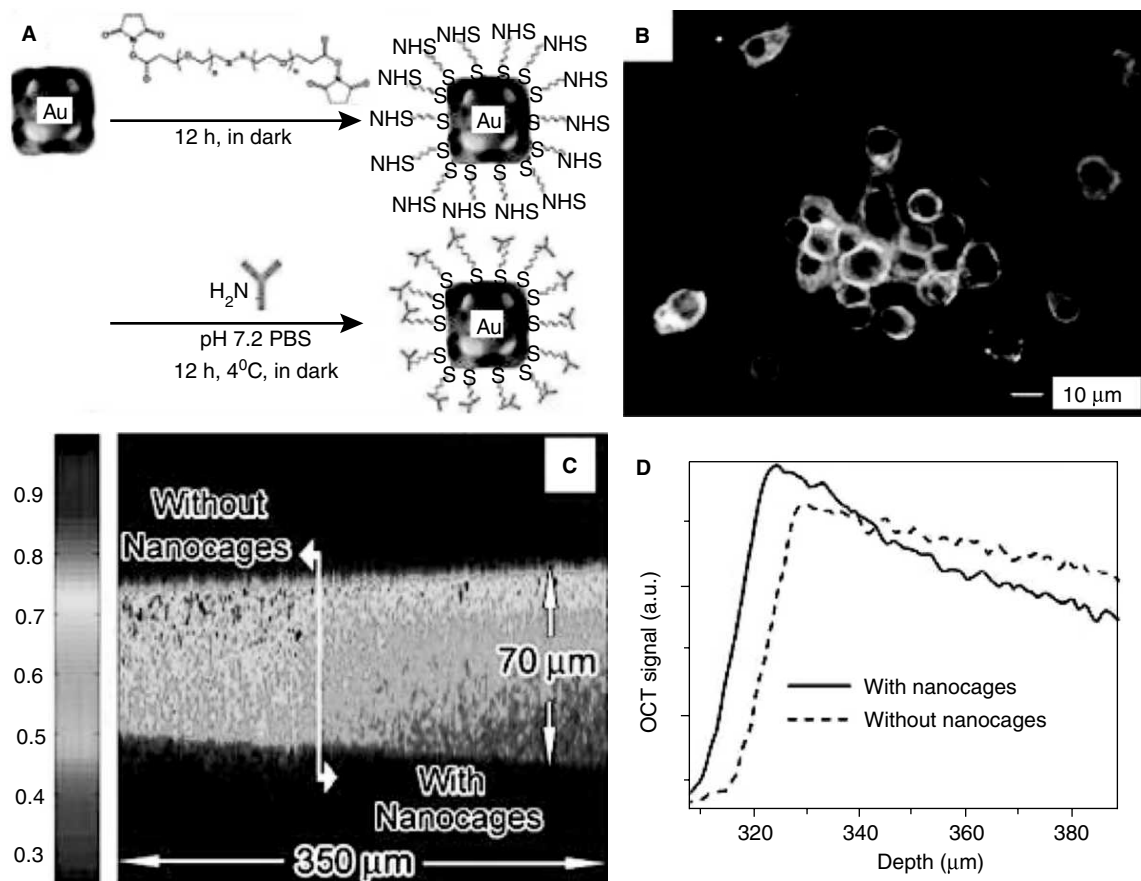 A
Au
12 h, in dark
NHS NHS NHS NHS NHS NHS NHS NHS NHS NHS NHS NHS NHS NHS
S S S S S S S S S S S S S S
Au
H₂N
pH 7.2 PBS
12 h, 4⁰C, in dark
S S S S S S S S S S S S S S
Au
B
10 μm
C
0.9
0.8
0.7
0.6
0.5
0.4
0.3
Without
Nanocages
70 μm
With
Nanocages
350 μm
D
OCT signal (a.u.)
With nanocages
Without nanocages
320 340 360 380
Depth (μm)